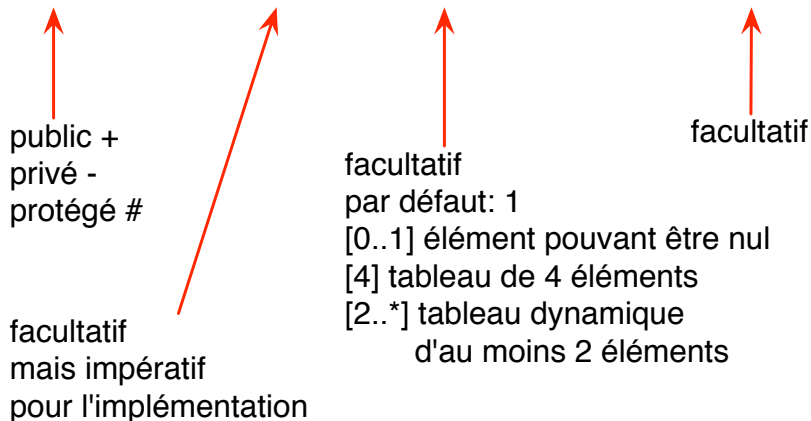 public +
privé -
protégé #
facultatif
mais impératif
pour l'implémentation
facultatif
par défaut: 1
[0..1] élément pouvant être nul
[4] tableau de 4 éléments
[2..*] tableau dynamique
d'au moins 2 éléments
facultatif